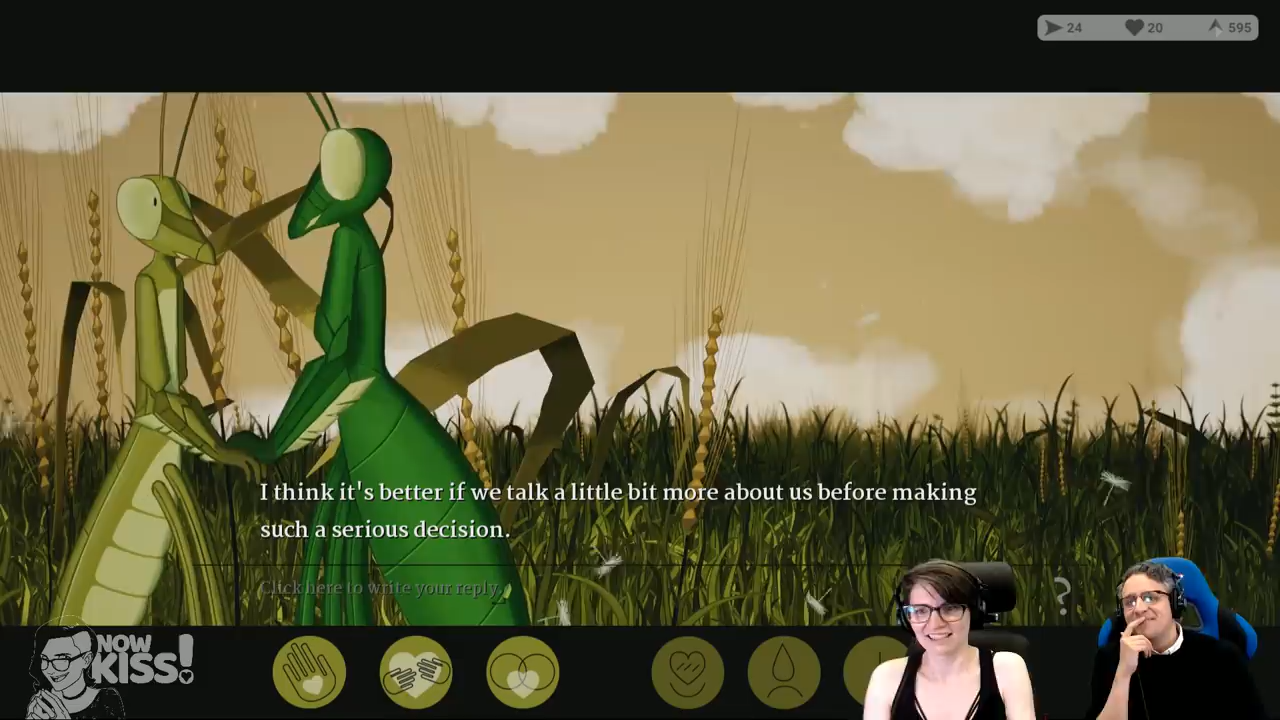 24 20 595
I think it's better if we talk a little bit more about us before making
such a serious decision.
Click here to write your reply.
?
NOW
KISS!